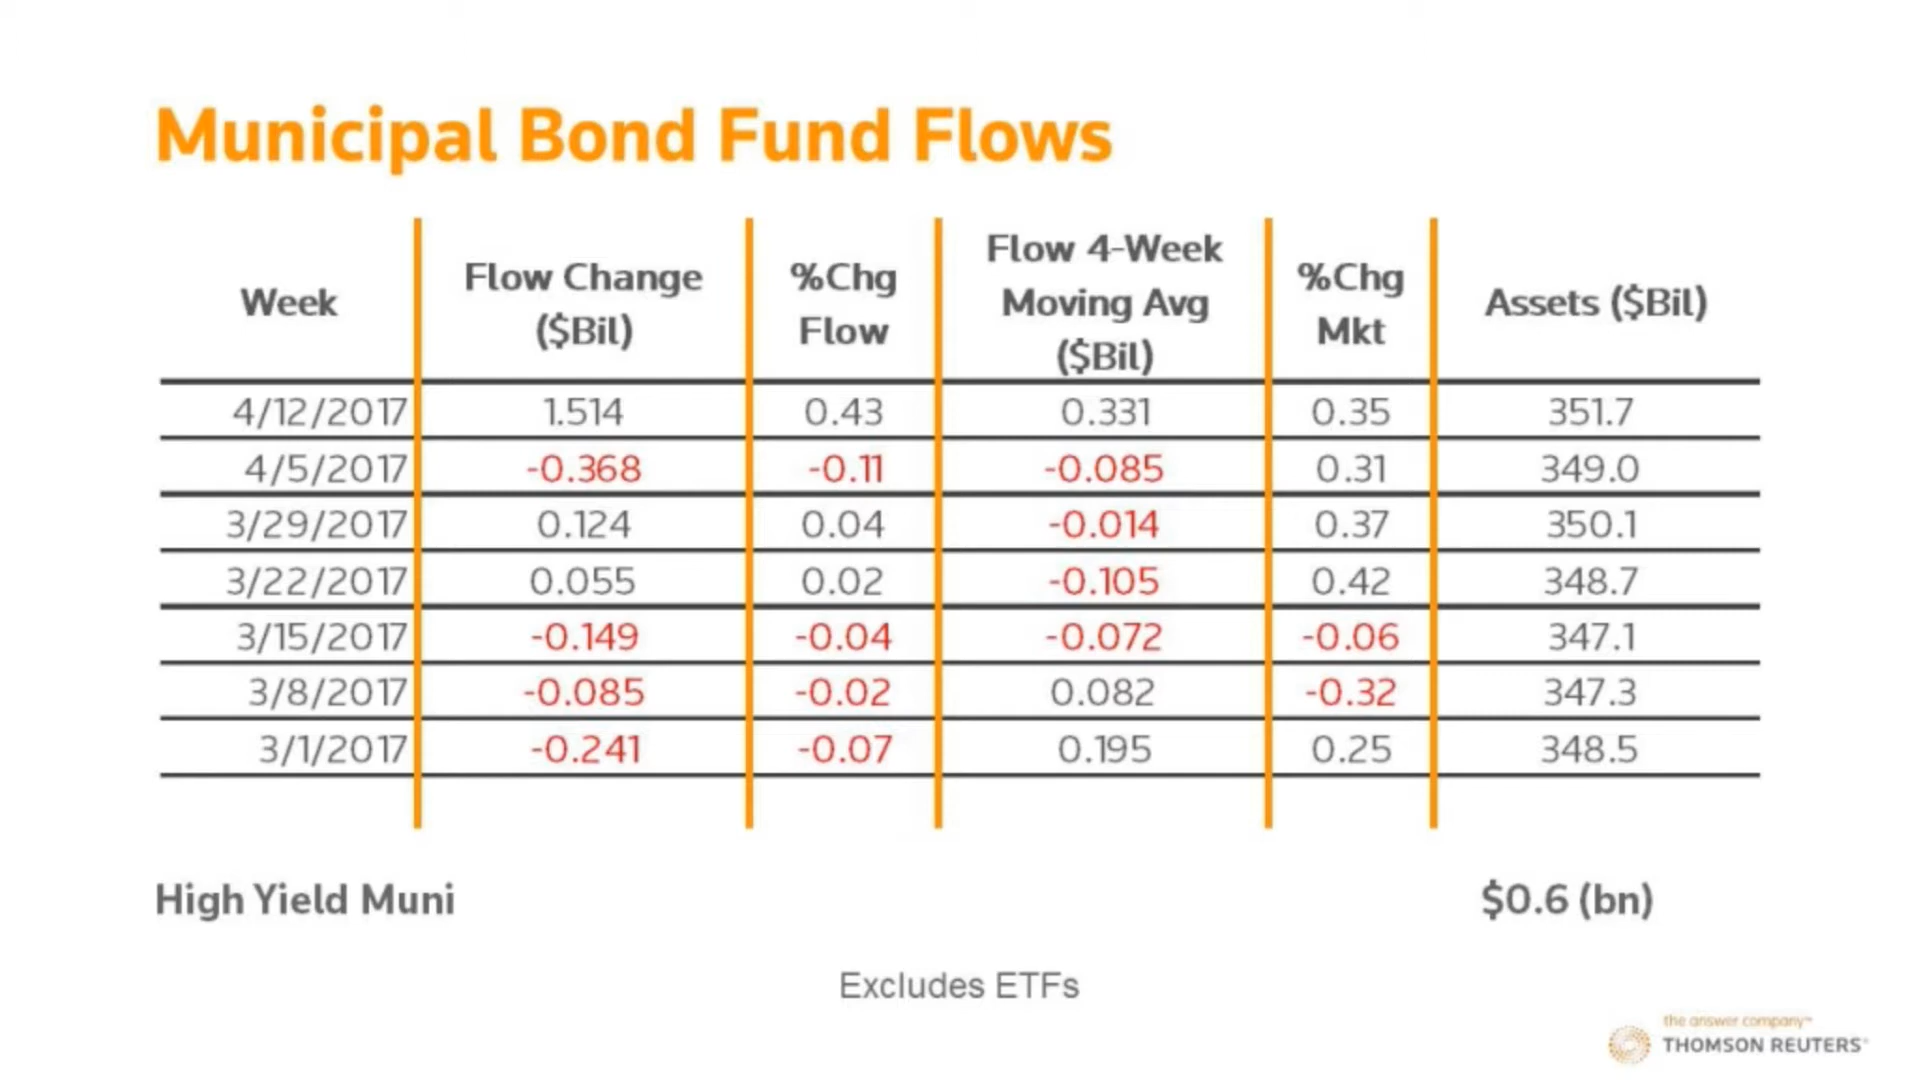 Municipal Bond Fund Flows
Week Flow Change ($Bil) %Chg Flow Flow 4-Week Moving Avg ($Bil) %Chg Mkt Assets ($Bil)
4/12/2017 1.514 0.43 0.331 0.35 351.7
4/5/2017 -0.368 -0.11 -0.085 0.31 349.0
3/29/2017 0.124 0.04 -0.014 0.37 350.1
3/22/2017 0.055 0.02 -0.105 0.42 348.7
3/15/2017 -0.149 -0.04 -0.072 -0.06 347.1
3/8/2017 -0.085 -0.02 0.082 -0.32 347.3
3/1/2017 -0.241 -0.07 0.195 0.25 348.5
High Yield Muni $0.6 (bn)
Excludes ETFs
the answer company™
THOMSON REUTERS®